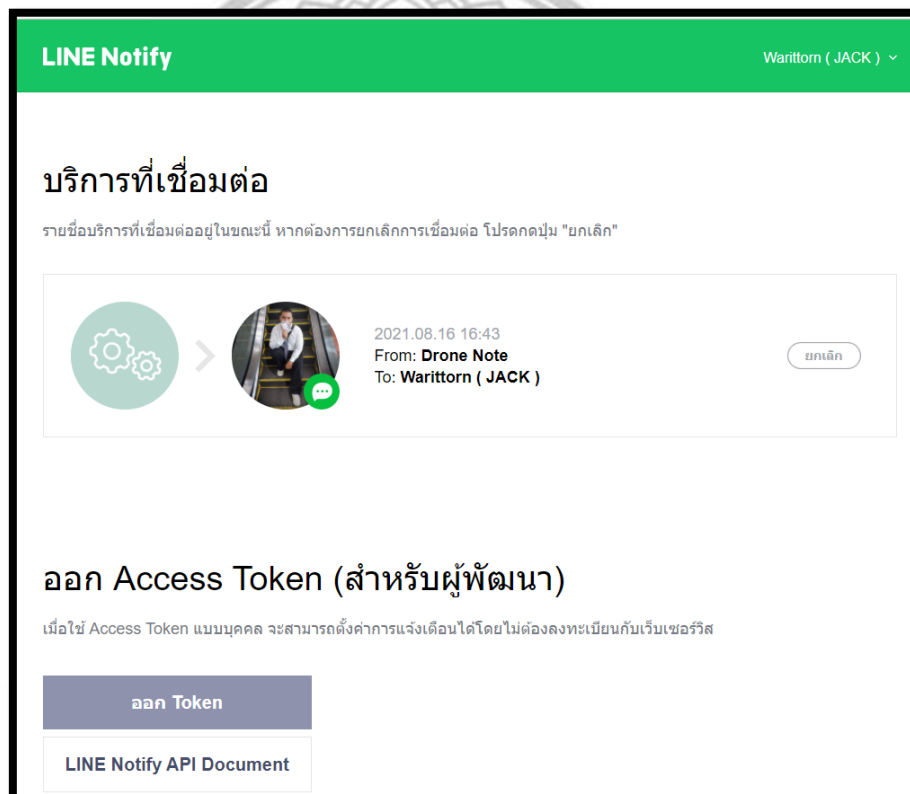 LINE Notify
Warittorn ( JACK )
บริการที่เชื่อมต่อ
รายชื่อบริการที่เชื่อมต่ออยู่ในขณะนี้ หากต้องการยกเลิกการเชื่อมต่อ โปรดกดปุ่ม "ยกเลิก"
2021.08.16 16:43
From: Drone Note
To: Warittorn ( JACK )
ยกเลิก
ออก Access Token (สำหรับผู้พัฒนา)
เมื่อใช้ Access Token แบบบุคคล จะสามารถตั้งค่าการแจ้งเตือนได้โดยไม่ต้องลงทะเบียนกับเว็บเซอร์วิส
ออก Token
LINE Notify API Document